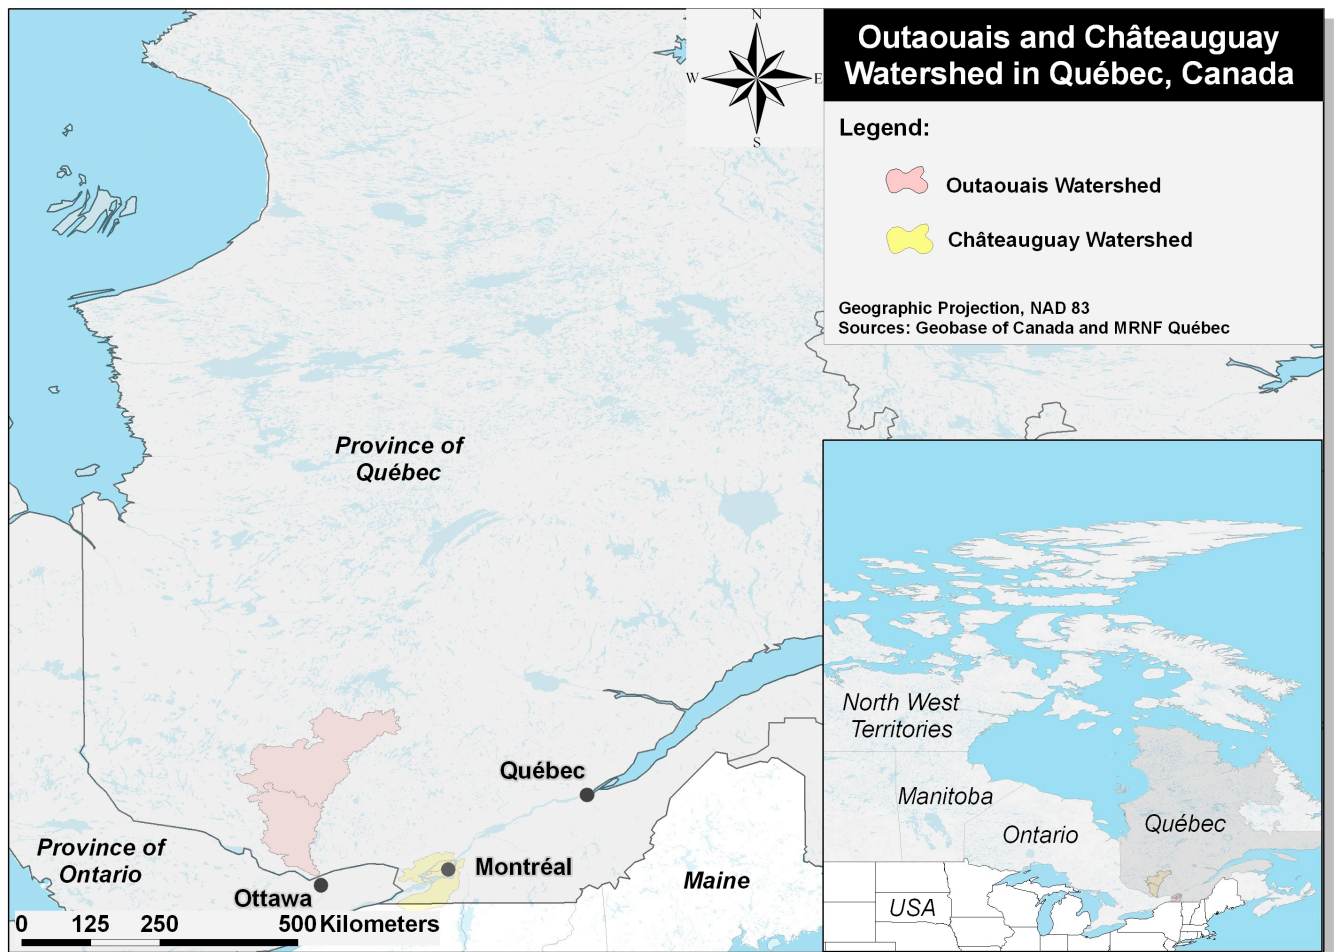 Outaouais and Châteauguay
Watershed in Québec, Canada
Legend:
Outaouais Watershed
Châteauguay Watershed
Geographic Projection, NAD 83
Sources: Geobase of Canada and MRNF Québec
N
W
E
S
Province of
Québec
Québec
Montréal
Ottawa
Province of
Ontario
Maine
0 125 250 500 Kilometers
North West
Territories
Manitoba
Ontario
Québec
USA